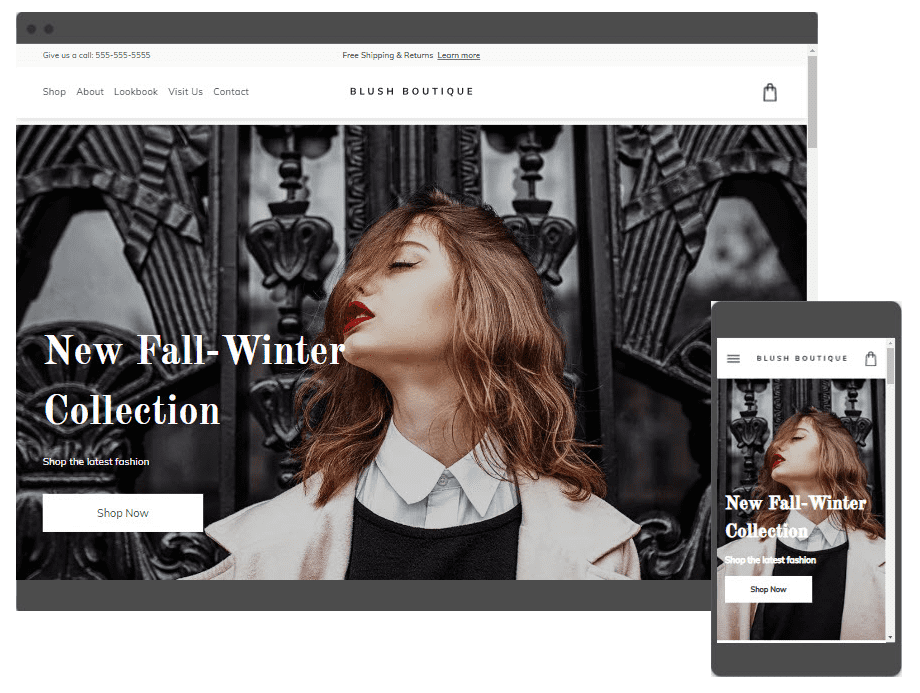 Give us a call: 555-555-5555
Free Shipping & Returns Learn more
Shop About Lookbook Visit Us Contact
BLUSH BOUTIQUE
New Fall-Winter
Collection
Shop the latest fashion
Shop Now
BLUSH BOUTIQUE
New Fall-Winter
Collection
Shop the latest fashion
Shop Now